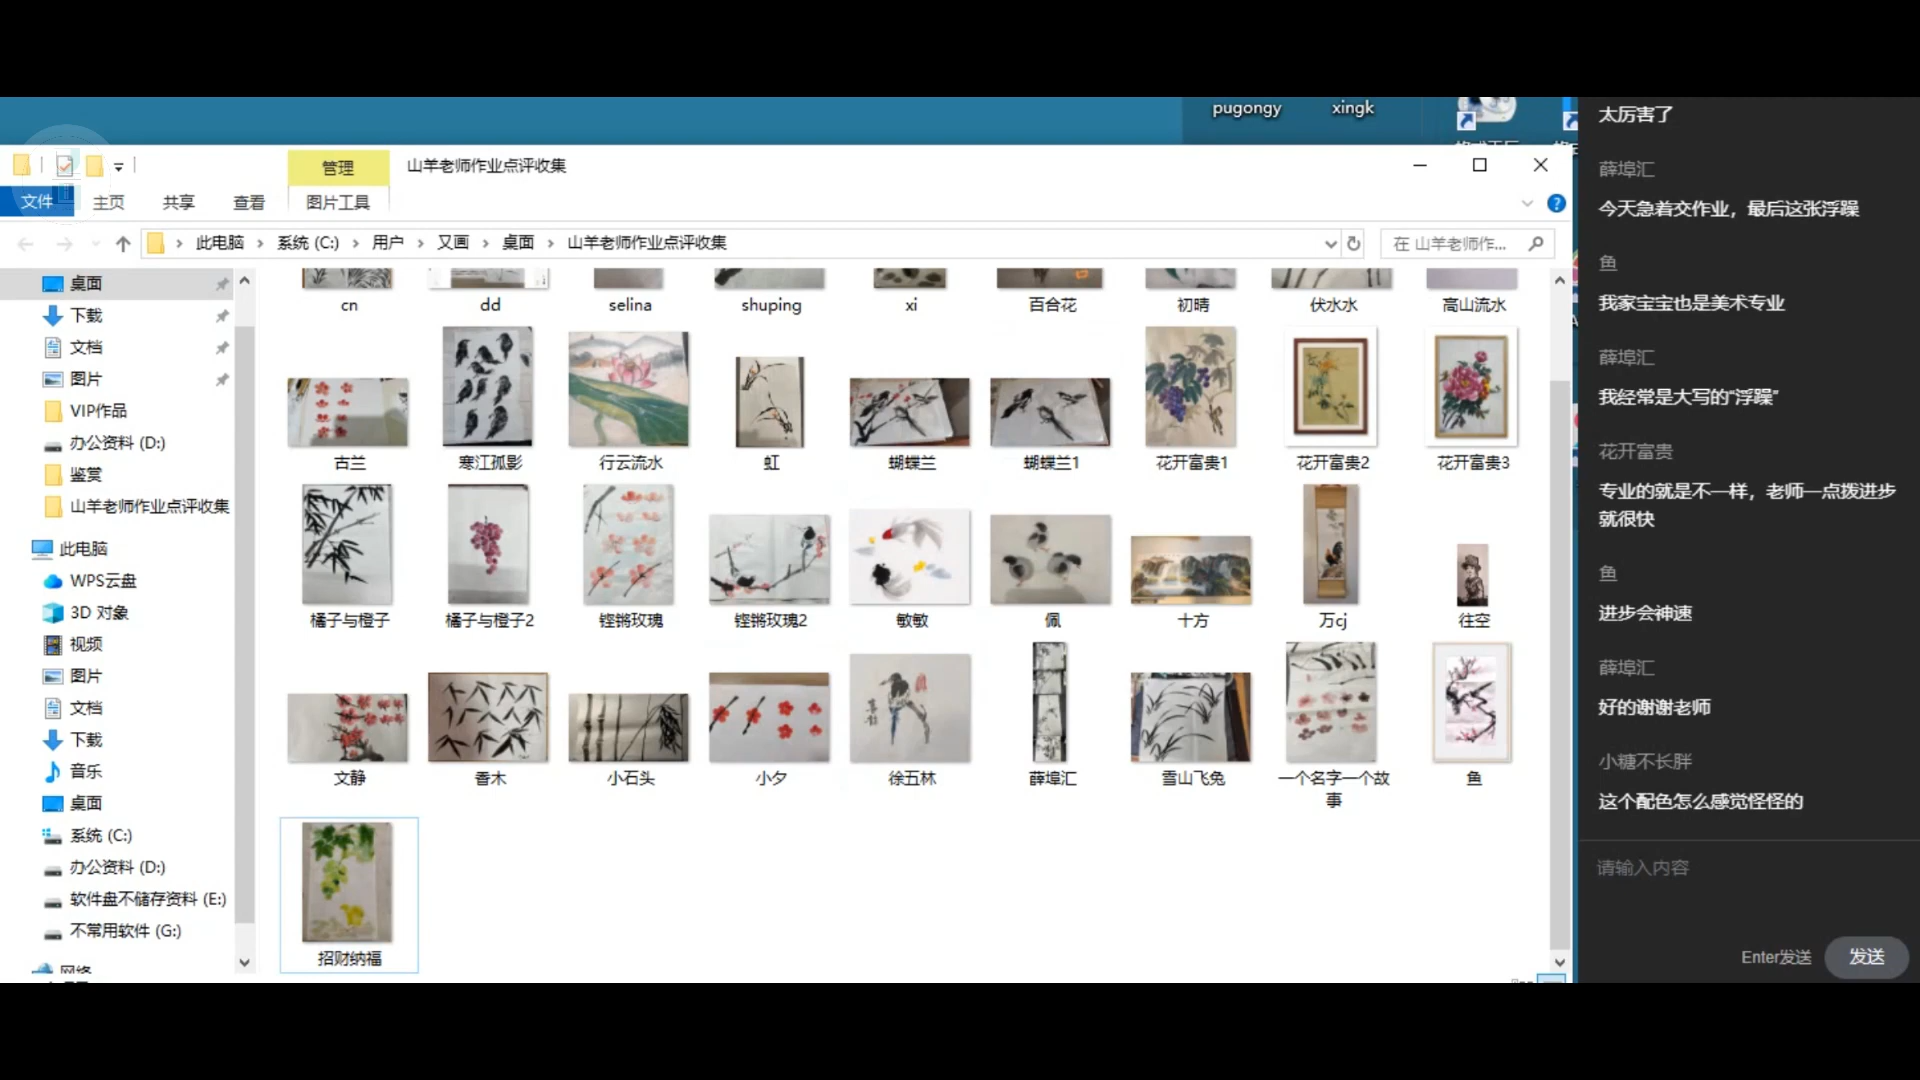 pugongy
xingk
管理
山羊老师作业点评收集
文件
主页
共享
查看
图片工具
此电脑
系统 (C:)
用户
又画
桌面
山羊老师作业点评收集
在 山羊老师作...
桌面
下载
文档
图片
VIP作品
办公资料 (D:)
鉴赏
山羊老师作业点评收集
此电脑
WPS云盘
3D 对象
视频
图片
文档
下载
音乐
桌面
系统 (C:)
办公资料 (D:)
软件盘不储存资料 (E:)
不常用软件 (G:)
网络
cn
dd
selina
shuping
xi
百合花
初晴
伏水水
高山流水
古兰
寒江孤影
行云流水
虹
蝴蝶兰
蝴蝶兰1
花开富贵1
花开富贵2
花开富贵3
橘子与橙子
橘子与橙子2
铿锵玫瑰
铿锵玫瑰2
敏敏
佩
十方
万cj
往空
文静
香木
小石头
小夕
徐五林
薛埠汇
雪山飞兔
一个名字一个故
事
鱼
招财纳福
太厉害了
薛埠汇
今天急着交作业，最后这张浮躁
鱼
我家宝宝也是美术专业
薛埠汇
我经常是大写的“浮躁”
花开富贵
专业的就是不一样，老师一点拨进步
就很快
鱼
进步会神速
薛埠汇
好的谢谢老师
小糖不长胖
这个配色怎么感觉怪怪的
请输入内容
Enter发送
发送